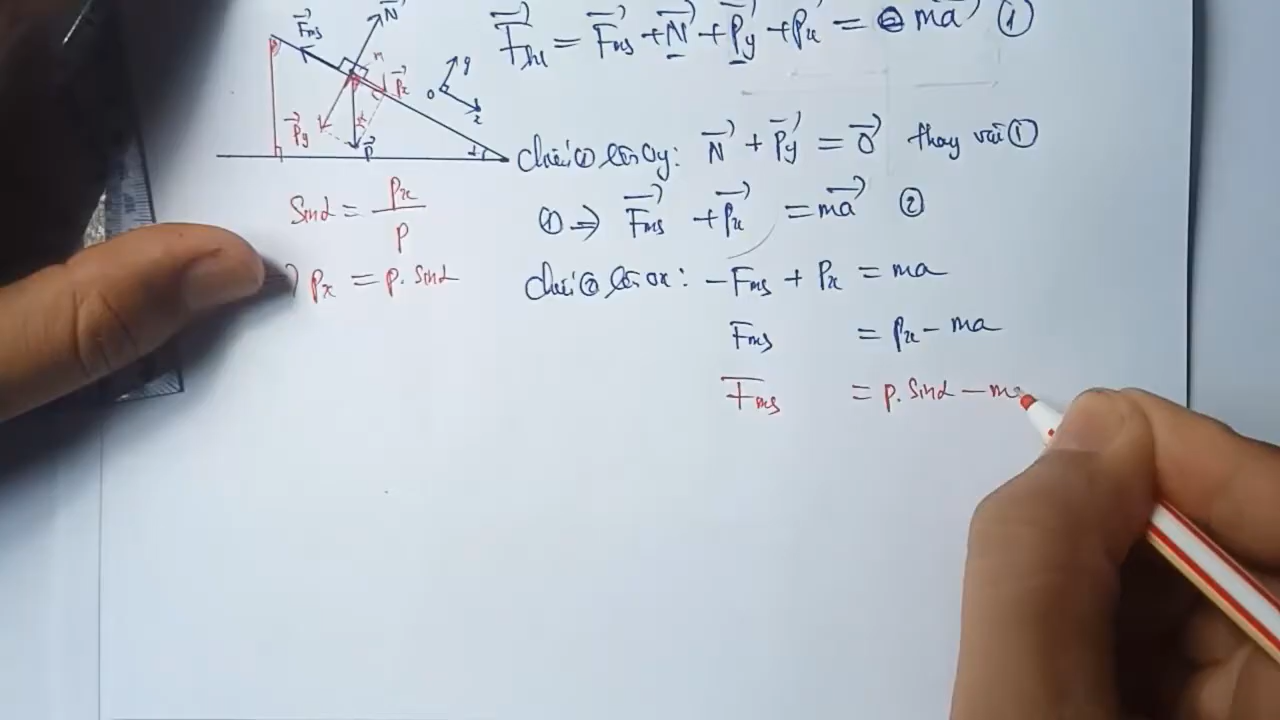 F⃗hl = F⃗ms + N⃗ + P⃗y + P⃗x = ma⃗ ①
F⃗ms N⃗
m P⃗x
P⃗y α P⃗
α
O y x
chiếu ① lên Oy: N⃗ + P⃗y = O⃗ thay vào ①
① => F⃗ms + P⃗x = ma⃗ ②
chiếu ② lên ox: -Fms + Px = ma
Fms = Px - ma
Fms = P. Sinα - m
Sinα = Px / P
Px = P. Sinα